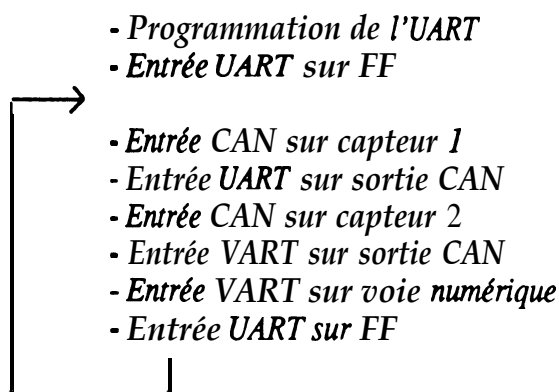 - Programmation de l'UART
- Entrée UART sur FF
- Entrée CAN sur capteur 1
- Entrée UART sur sortie CAN
- Entrée CAN sur capteur 2
- Entrée VART sur sortie CAN
- Entrée VART sur voie numérique
- Entrée UART sur FF